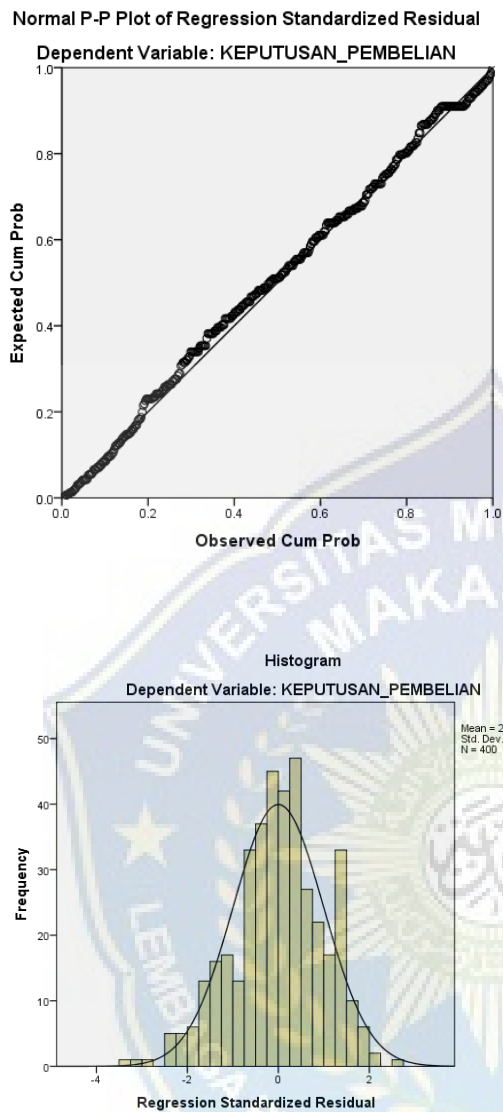 Normal P-P Plot of Regression Standardized Residual
Dependent Variable: KEPUTUSAN_PEMBELIAN
1.0
0.8
0.6
0.4
0.2
0.0
Expected Cum Prob
0.0 0.2 0.4 0.6 0.8 1.0
Observed Cum Prob
UNIVERSITAS M
MAKA
Histogram
Dependent Variable: KEPUTUSAN_PEMBELIAN
Mean = 2
Std. Dev.
N = 400
50
40
30
20
10
0
Frequency
-4 -2 0 2
Regression Standardized Residual
LEMB